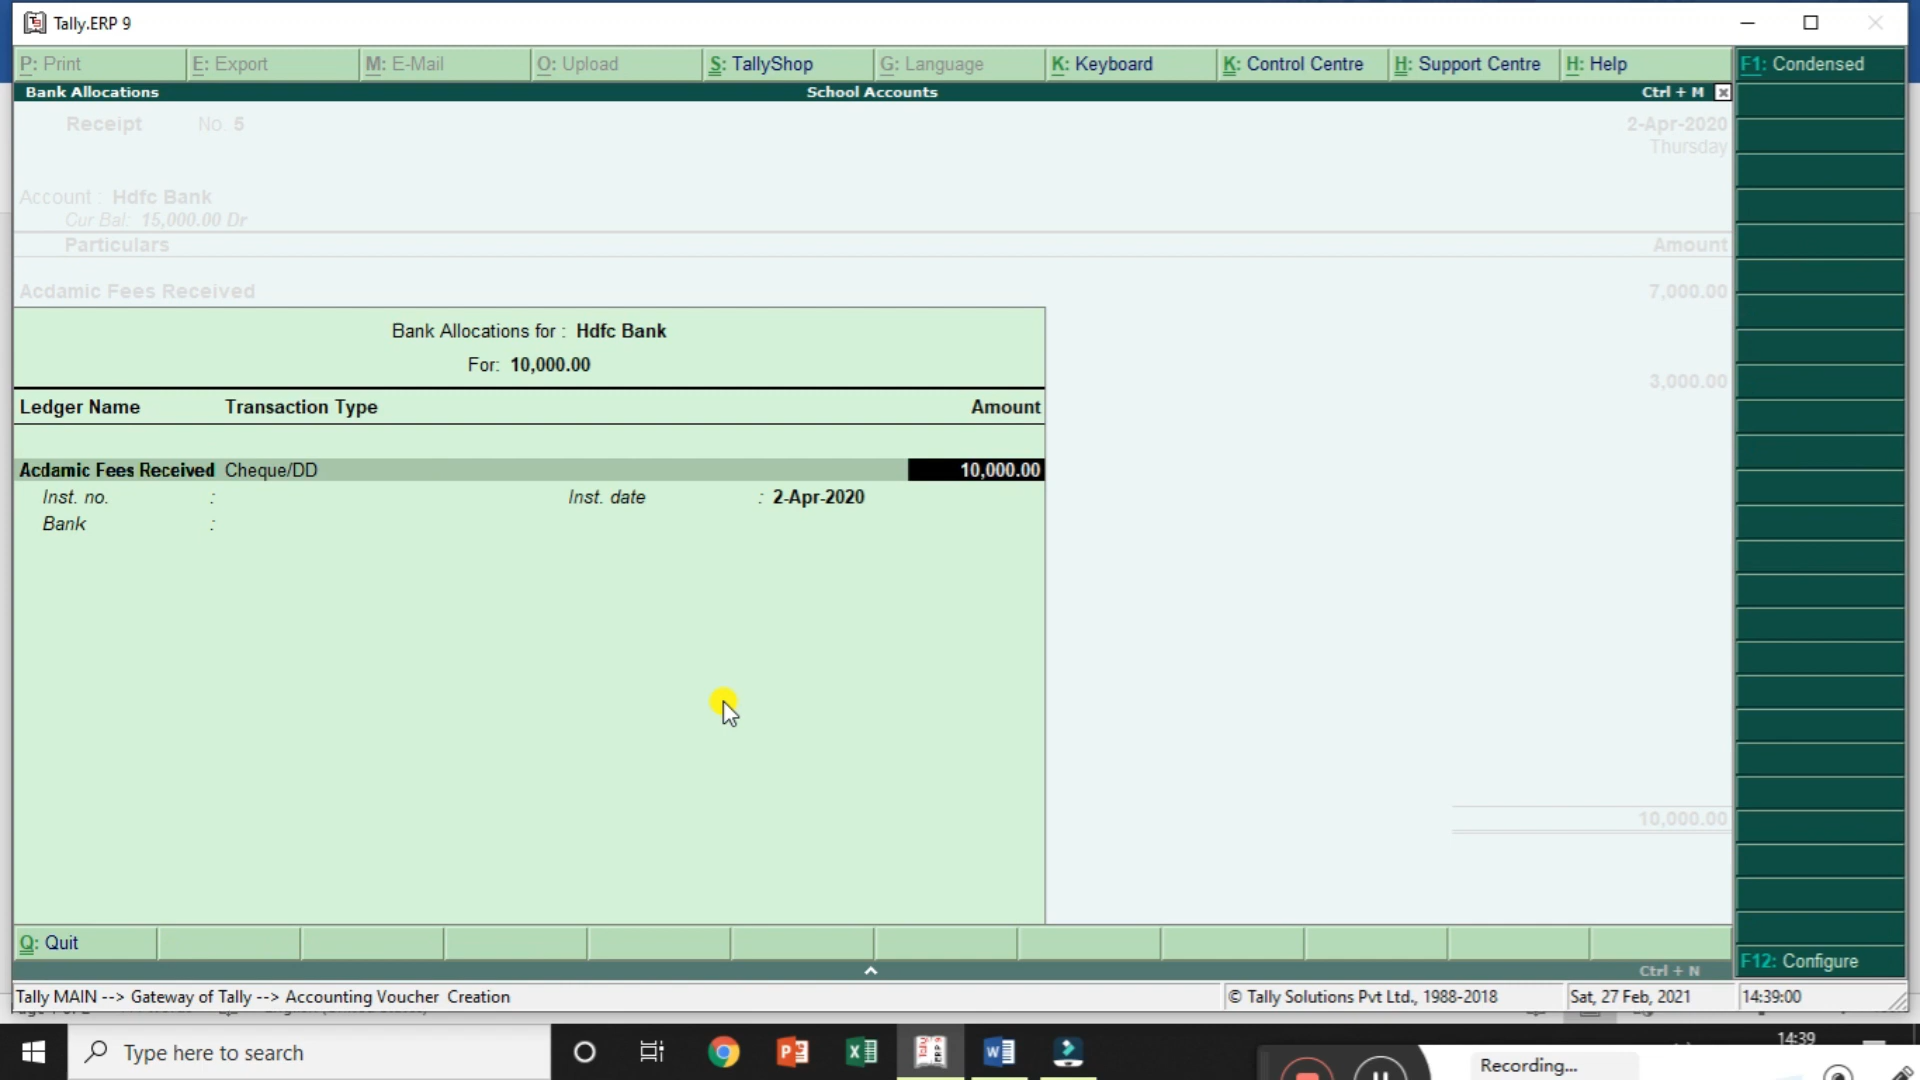 Tally.ERP 9
P: Print E: Export M: E-Mail O: Upload S: TallyShop G: Language K: Keyboard K: Control Centre H: Support Centre H: Help F1: Condensed
Bank Allocations School Accounts Ctrl + M
Receipt No. 5 2-Apr-2020
Thursday
Account : Hdfc Bank
Cur Bal: 15,000.00 Dr
Particulars Amount
Acdamic Fees Received 7,000.00
Bank Allocations for : Hdfc Bank
For: 10,000.00
3,000.00
Ledger Name Transaction Type Amount
Acdamic Fees Received Cheque/DD 10,000.00
Inst. no. : Inst. date : 2-Apr-2020
Bank :
10,000.00
Q: Quit
F12: Configure
Ctrl + N
Tally MAIN --> Gateway of Tally --> Accounting Voucher Creation © Tally Solutions Pvt Ltd., 1988-2018 Sat, 27 Feb, 2021 14:39:00
Type here to search
14:39
Recording...